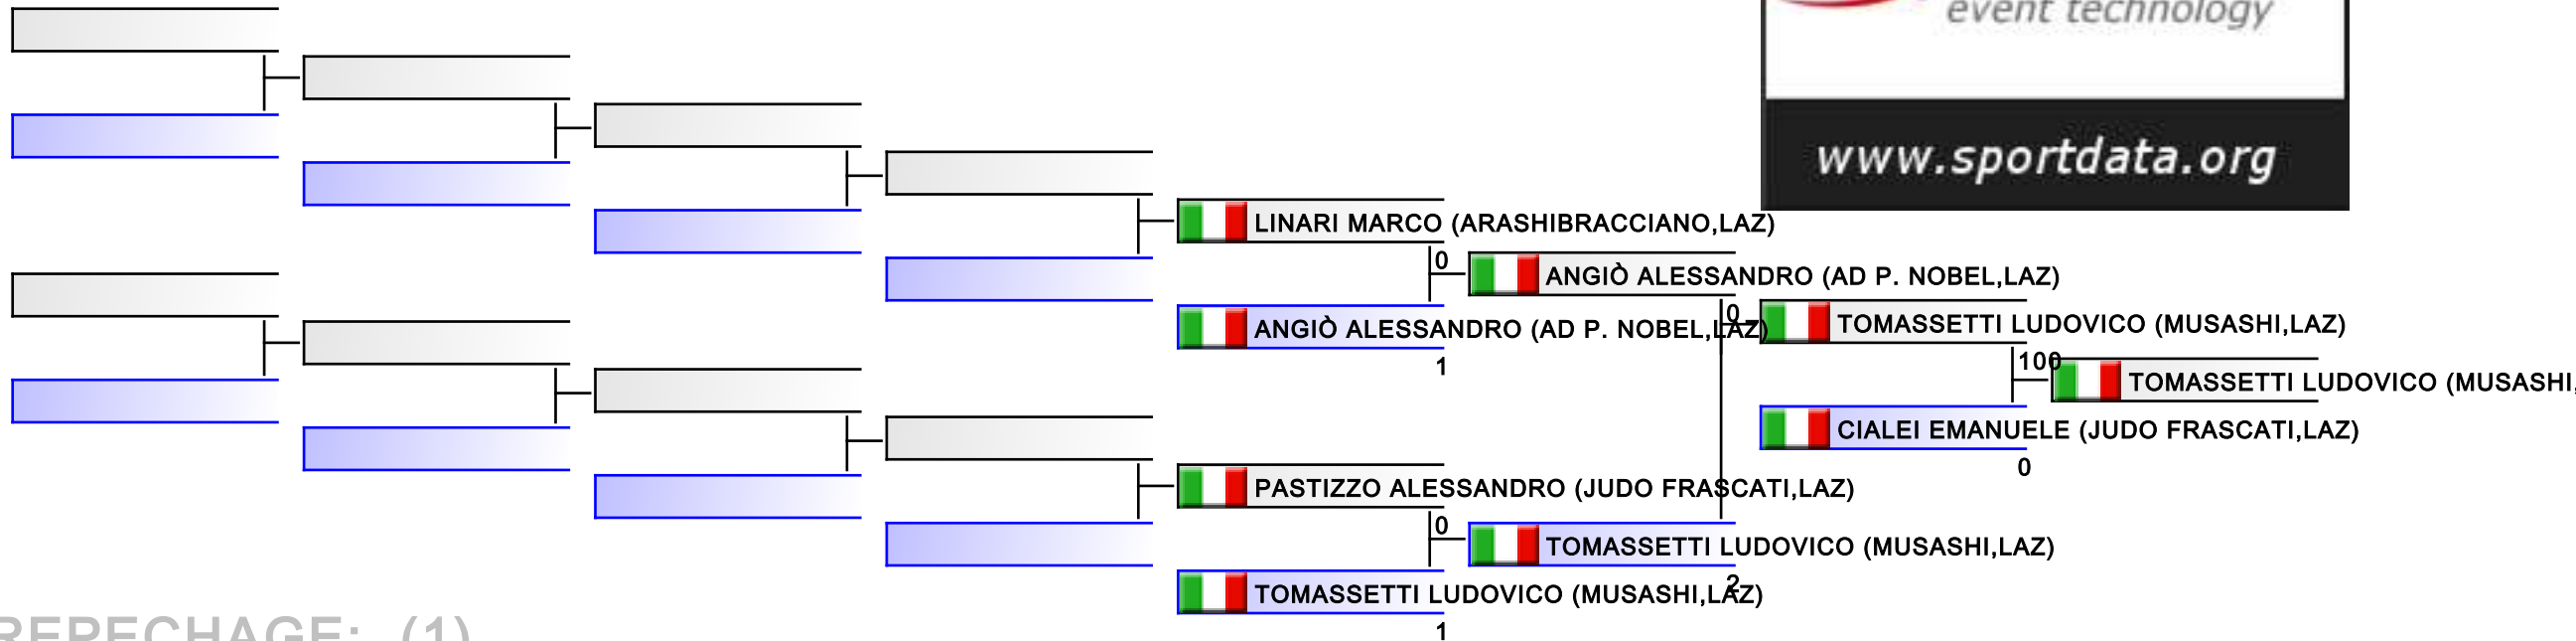 event technology
www.sportdata.org
LINARI MARCO (ARASHIBRACCIANO,LAZ)
0
ANGIÒ ALESSANDRO (AD P. NOBEL,LAZ)
0
ANGIÒ ALESSANDRO (AD P. NOBEL,LAZ)
1
TOMASSETTI LUDOVICO (MUSASHI,LAZ)
100
TOMASSETTI LUDOVICO (MUSASHI,
CIALEI EMANUELE (JUDO FRASCATI,LAZ)
0
PASTIZZO ALESSANDRO (JUDO FRASCATI,LAZ)
0
TOMASSETTI LUDOVICO (MUSASHI,LAZ)
2
TOMASSETTI LUDOVICO (MUSASHI,LAZ)
1
REPECHAGE: (1)